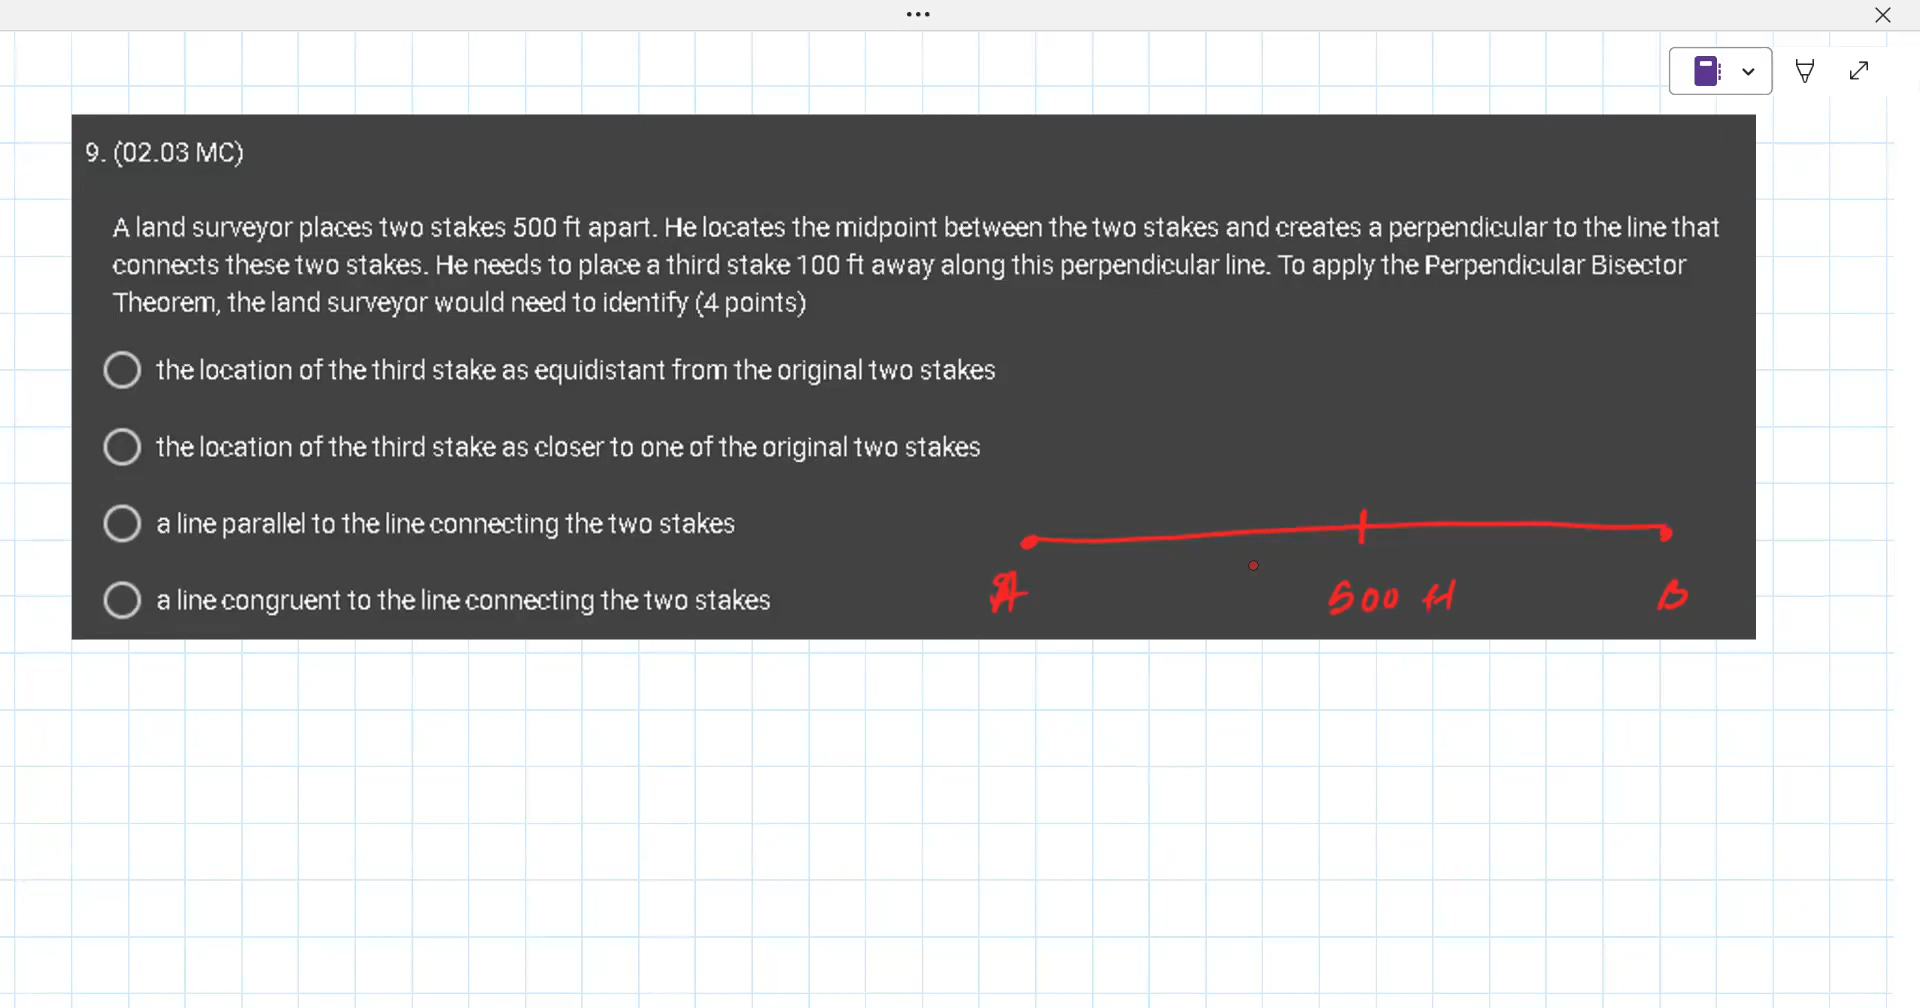 9. (02.03 MC)
A land surveyor places two stakes 500 ft apart. He locates the midpoint between the two stakes and creates a perpendicular to the line that
connects these two stakes. He needs to place a third stake 100 ft away along this perpendicular line. To apply the Perpendicular Bisector
Theorem, the land surveyor would need to identify (4 points)
the location of the third stake as equidistant from the original two stakes
the location of the third stake as closer to one of the original two stakes
a line parallel to the line connecting the two stakes
a line congruent to the line connecting the two stakes
A 500 ft B